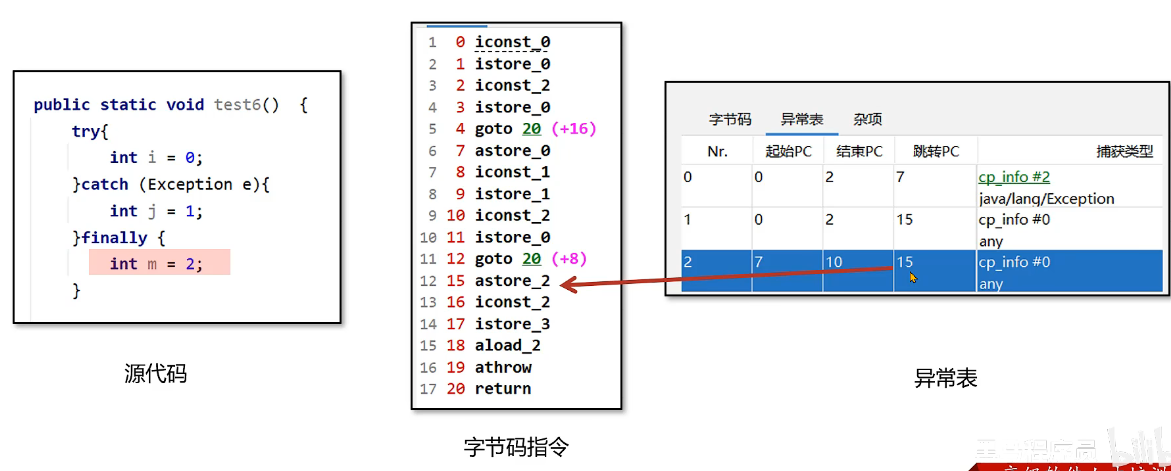 public static void test6() {
try{
int i = 0;
}catch (Exception e){
int j = 1;
}finally {
int m = 2;
}
源代码
1 0 iconst_0
2 1 istore_0
3 2 iconst_2
4 3 istore_0
5 4 goto 20 (+16)
6 7 astore_0
7 8 iconst_1
8 9 istore_1
9 10 iconst_2
10 11 istore_0
11 12 goto 20 (+8)
12 15 astore_2
13 16 iconst_2
14 17 istore_3
15 18 aload_2
16 19 athrow
17 20 return
字节码指令
字节码 异常表 杂项
Nr. 起始PC 结束PC 跳转PC 捕获类型
0 0 2 7 cp_info #2
java/lang/Exception
1 0 2 15 cp_info #0
any
2 7 10 15 cp_info #0
any
异常表